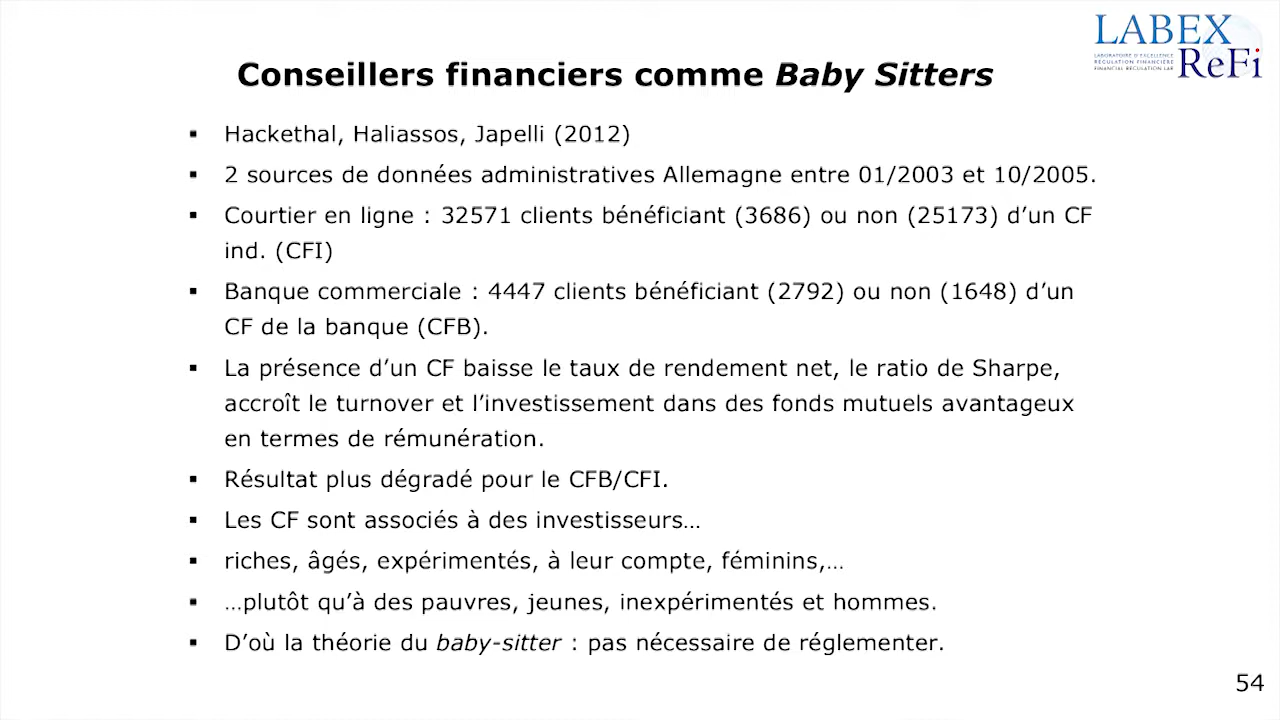 LABEX
LABORATOIRE D'EXCELLENCE
RÉGULATION FINANCIÈRE
FINANCIAL REGULATION LAB
ReFi
Conseillers financiers comme Baby Sitters
▪ Hackethal, Haliassos, Japelli (2012)
▪ 2 sources de données administratives Allemagne entre 01/2003 et 10/2005.
▪ Courtier en ligne : 32571 clients bénéficiant (3686) ou non (25173) d'un CF
ind. (CFI)
▪ Banque commerciale : 4447 clients bénéficiant (2792) ou non (1648) d'un
CF de la banque (CFB).
▪ La présence d'un CF baisse le taux de rendement net, le ratio de Sharpe,
accroît le turnover et l'investissement dans des fonds mutuels avantageux
en termes de rémunération.
▪ Résultat plus dégradé pour le CFB/CFI.
▪ Les CF sont associés à des investisseurs…
▪ riches, âgés, expérimentés, à leur compte, féminins,…
▪ …plutôt qu'à des pauvres, jeunes, inexpérimentés et hommes.
▪ D'où la théorie du baby-sitter : pas nécessaire de réglementer.
54